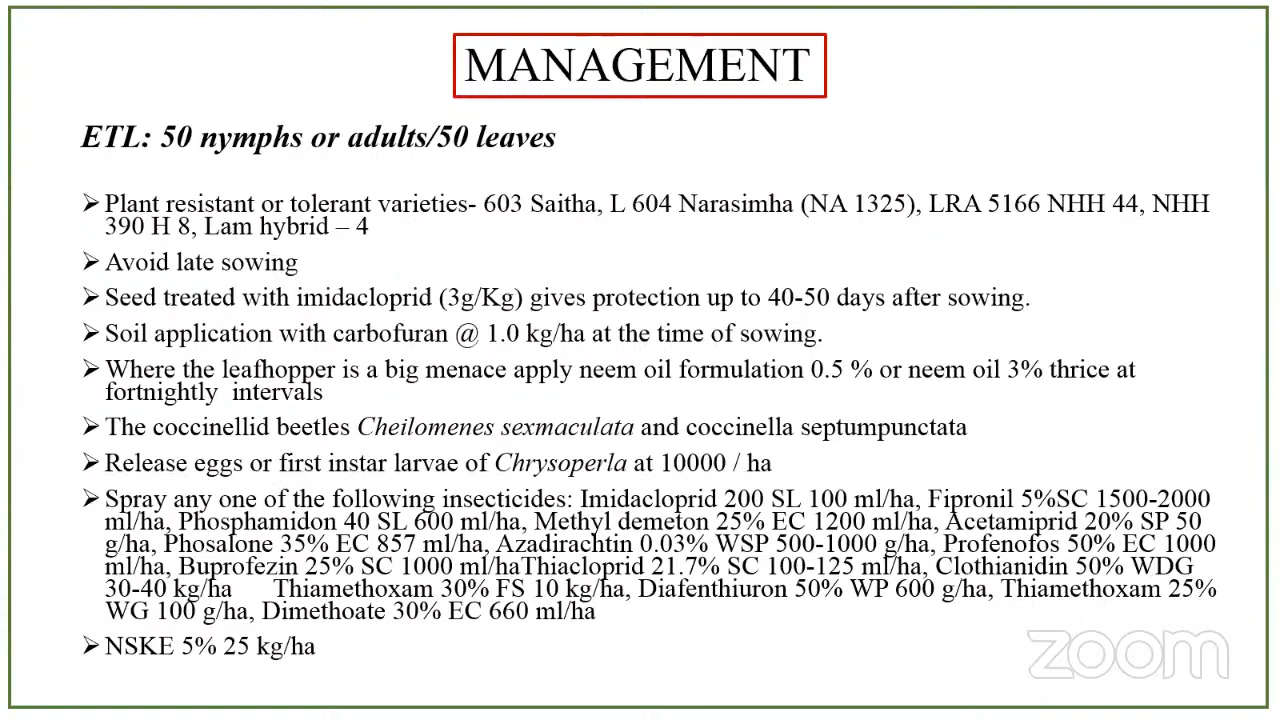 MANAGEMENT
ETL: 50 nymphs or adults/50 leaves
➢ Plant resistant or tolerant varieties- 603 Saitha, L 604 Narasimha (NA 1325), LRA 5166 NHH 44, NHH
390 H 8, Lam hybrid – 4
➢ Avoid late sowing
➢ Seed treated with imidacloprid (3g/Kg) gives protection up to 40-50 days after sowing.
➢ Soil application with carbofuran @ 1.0 kg/ha at the time of sowing.
➢ Where the leafhopper is a big menace apply neem oil formulation 0.5 % or neem oil 3% thrice at
fortnightly intervals
➢ The coccinellid beetles Cheilomenes sexmaculata and coccinella septumpunctata
➢ Release eggs or first instar larvae of Chrysoperla at 10000 / ha
➢ Spray any one of the following insecticides: Imidacloprid 200 SL 100 ml/ha, Fipronil 5%SC 1500-2000
ml/ha, Phosphamidon 40 SL 600 ml/ha, Methyl demeton 25% EC 1200 ml/ha, Acetamiprid 20% SP 50
g/ha, Phosalone 35% EC 857 ml/ha, Azadirachtin 0.03% WSP 500-1000 g/ha, Profenofos 50% EC 1000
ml/ha, Buprofezin 25% SC 1000 ml/haThiacloprid 21.7% SC 100-125 ml/ha, Clothianidin 50% WDG
30-40 kg/ha Thiamethoxam 30% FS 10 kg/ha, Diafenthiuron 50% WP 600 g/ha, Thiamethoxam 25%
WG 100 g/ha, Dimethoate 30% EC 660 ml/ha
➢ NSKE 5% 25 kg/ha
zoom